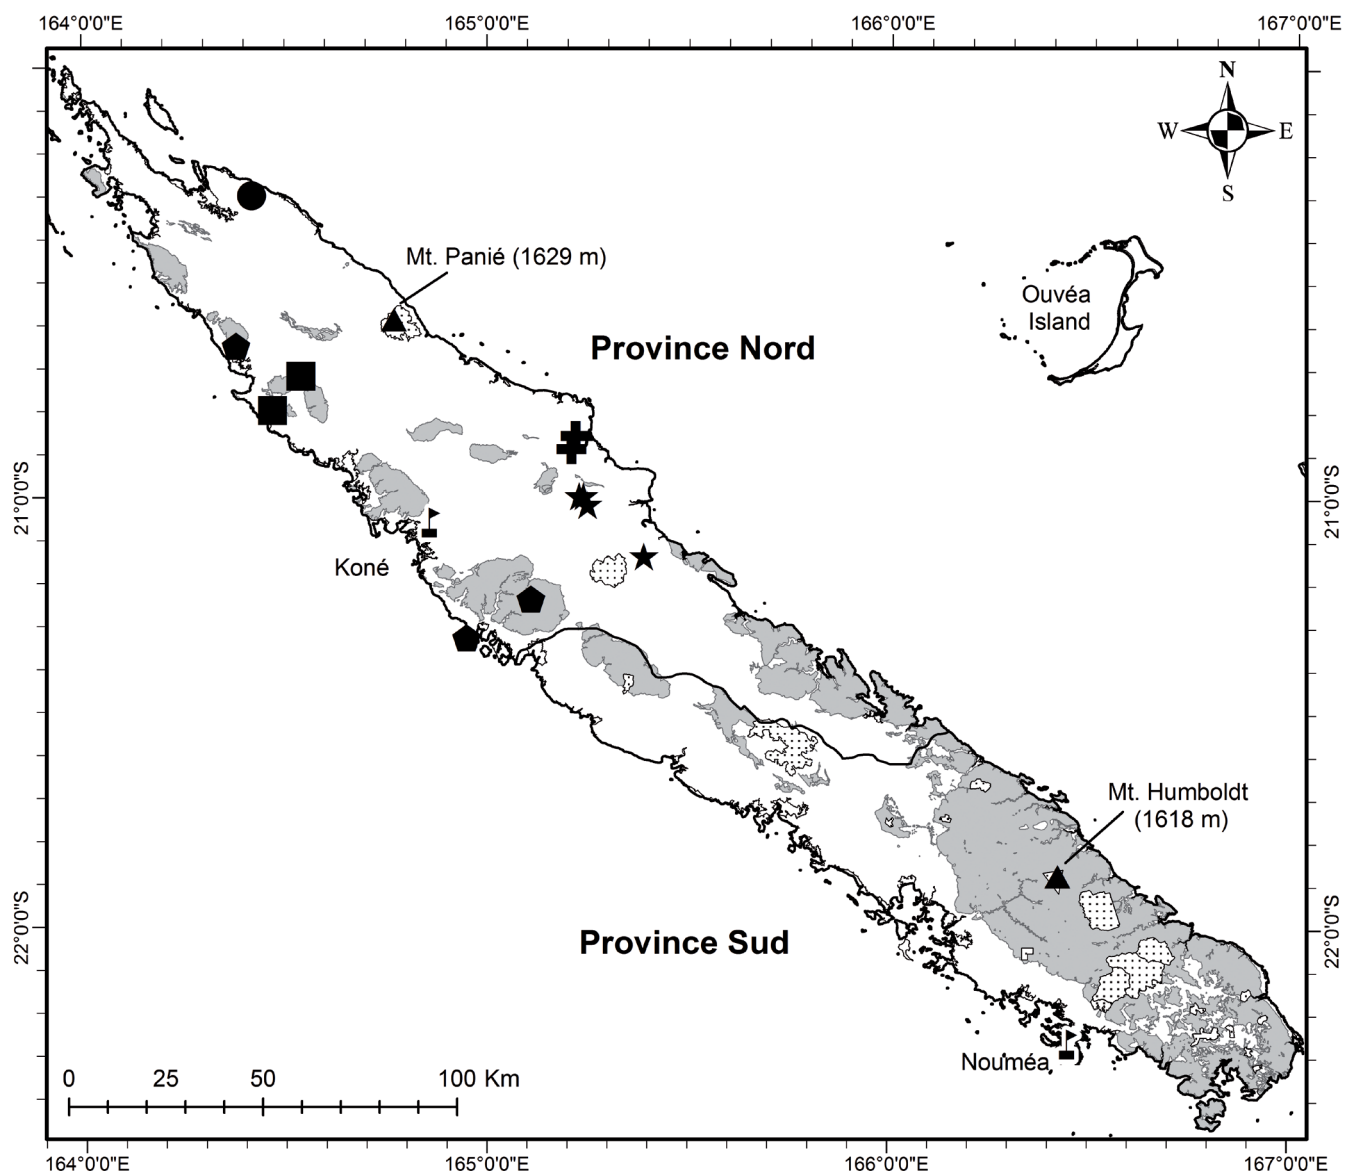 164°0'0"E 165°0'0"E 166°0'0"E 167°0'0"E
N
W E
S
Mt. Panié (1629 m)
Ouvéa
Island
Province Nord
21°0'0"S 21°0'0"S
Koné
Mt. Humboldt
(1618 m)
22°0'0"S 22°0'0"S
Province Sud
Nouméa
0 25 50 100 Km
164°0'0"E 165°0'0"E 166°0'0"E 167°0'0"E